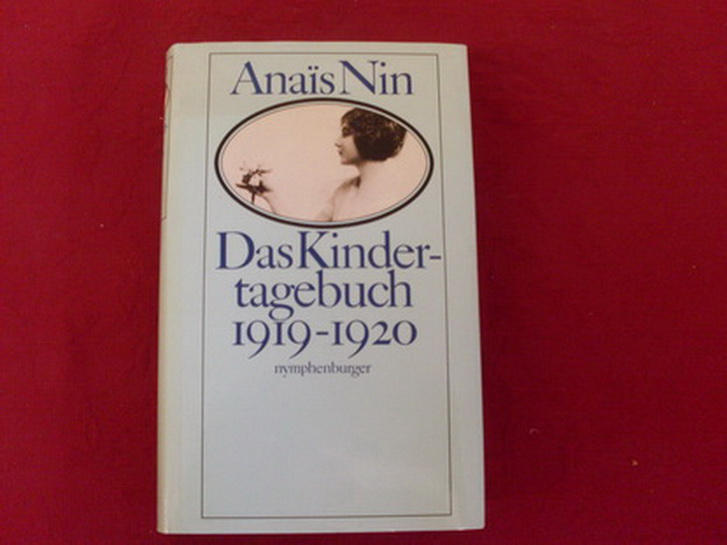 Anaïs Nin
Das Kinder-
tagebuch
1919-1920
nymphenburger